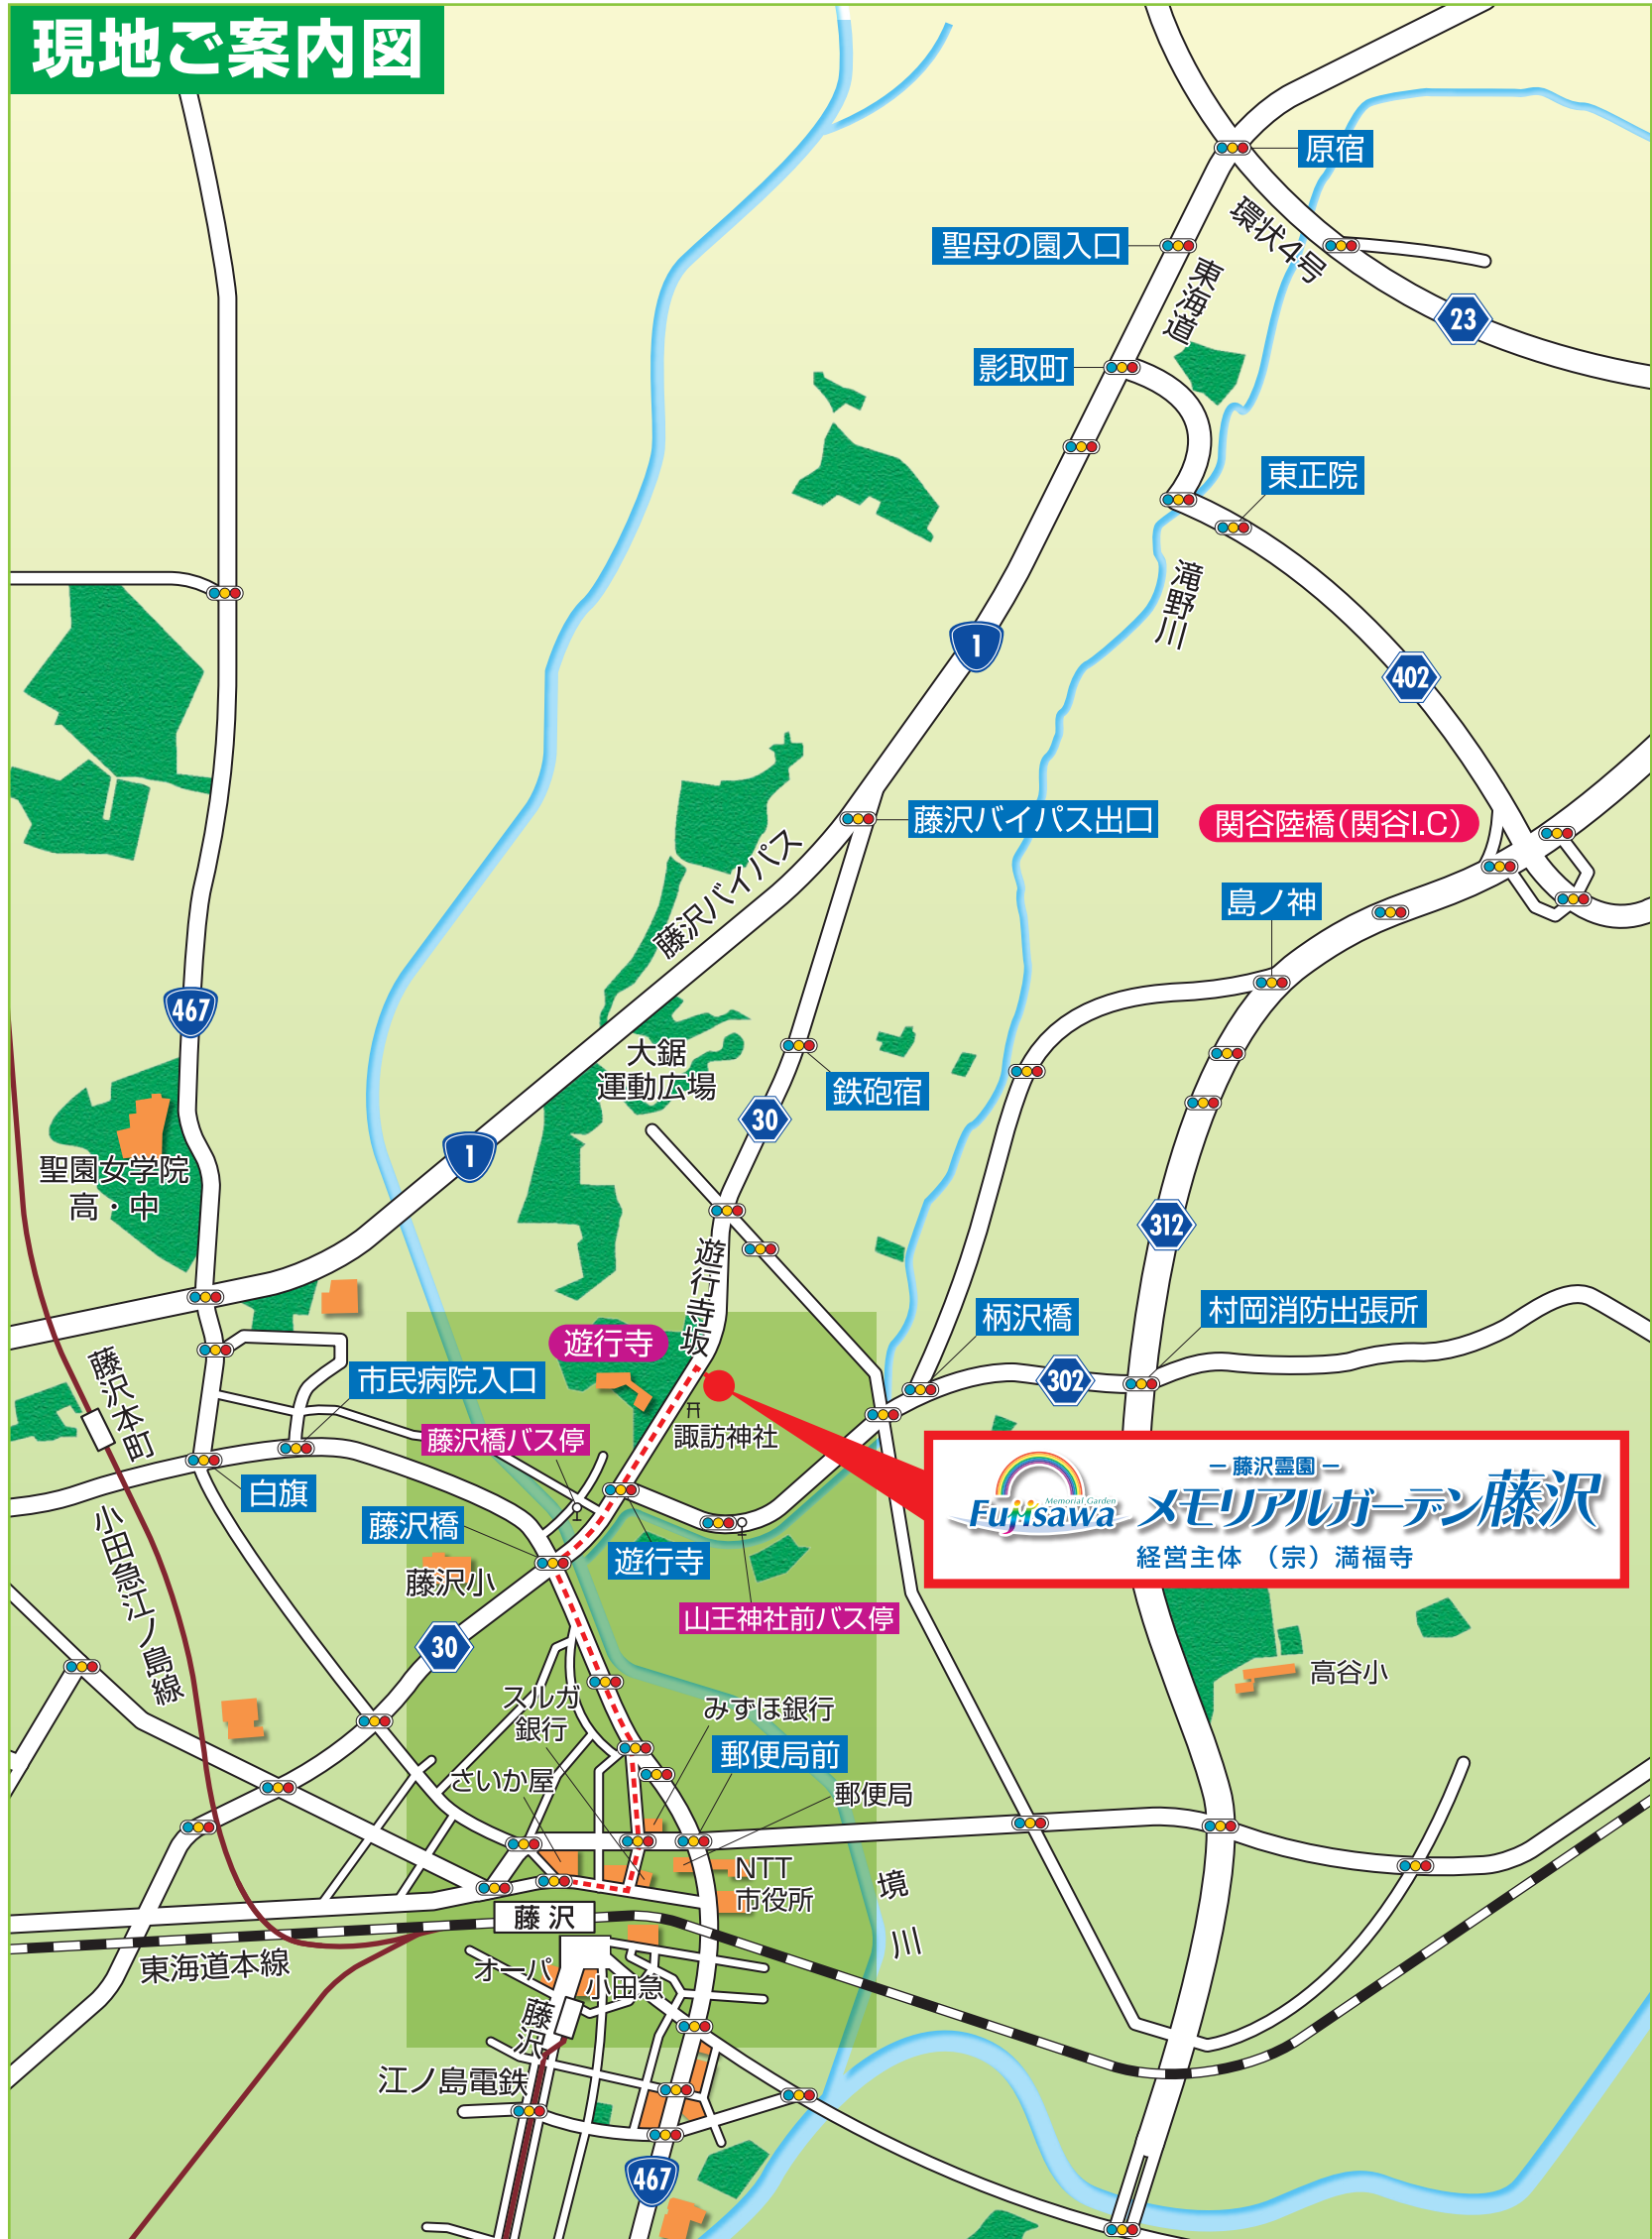 現地ご案内図
原宿
聖母の園入口
環状4号
東海道
23
影取町
東正院
滝野川
1
402
藤沢バイパス出口
関谷陸橋(関谷I.C)
藤沢バイパス
島ノ神
467
大鋸
運動広場
鉄砲宿
30
1
聖園女学院
高・中
312
遊行寺坂
柄沢橋
村岡消防出張所
遊行寺
302
藤沢本町
市民病院入口
藤沢橋バス停
諏訪神社
白旗
藤沢橋
遊行寺
Memorial Garden
Fujisawa
－藤沢霊園－
メモリアルガーデン藤沢
経営主体 (宗)満福寺
小田急江ノ島線
藤沢小
山王神社前バス停
30
高谷小
スルガ
銀行
みずほ銀行
郵便局前
さいか屋
郵便局
NTT
市役所
境川
藤沢
東海道本線
オーパ
小田急
藤沢
江ノ島電鉄
467